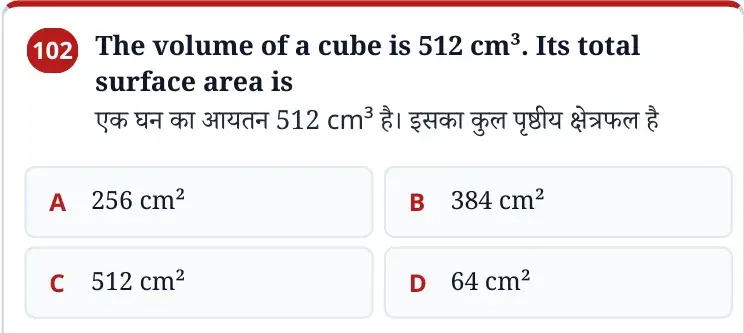 102 The volume of a cube is 512 cm³. Its total
surface area is
एक घन का आयतन 512 cm³ है। इसका कुल पृष्ठीय क्षेत्रफल है
A 256 cm² B 384 cm²
C 512 cm² D 64 cm²